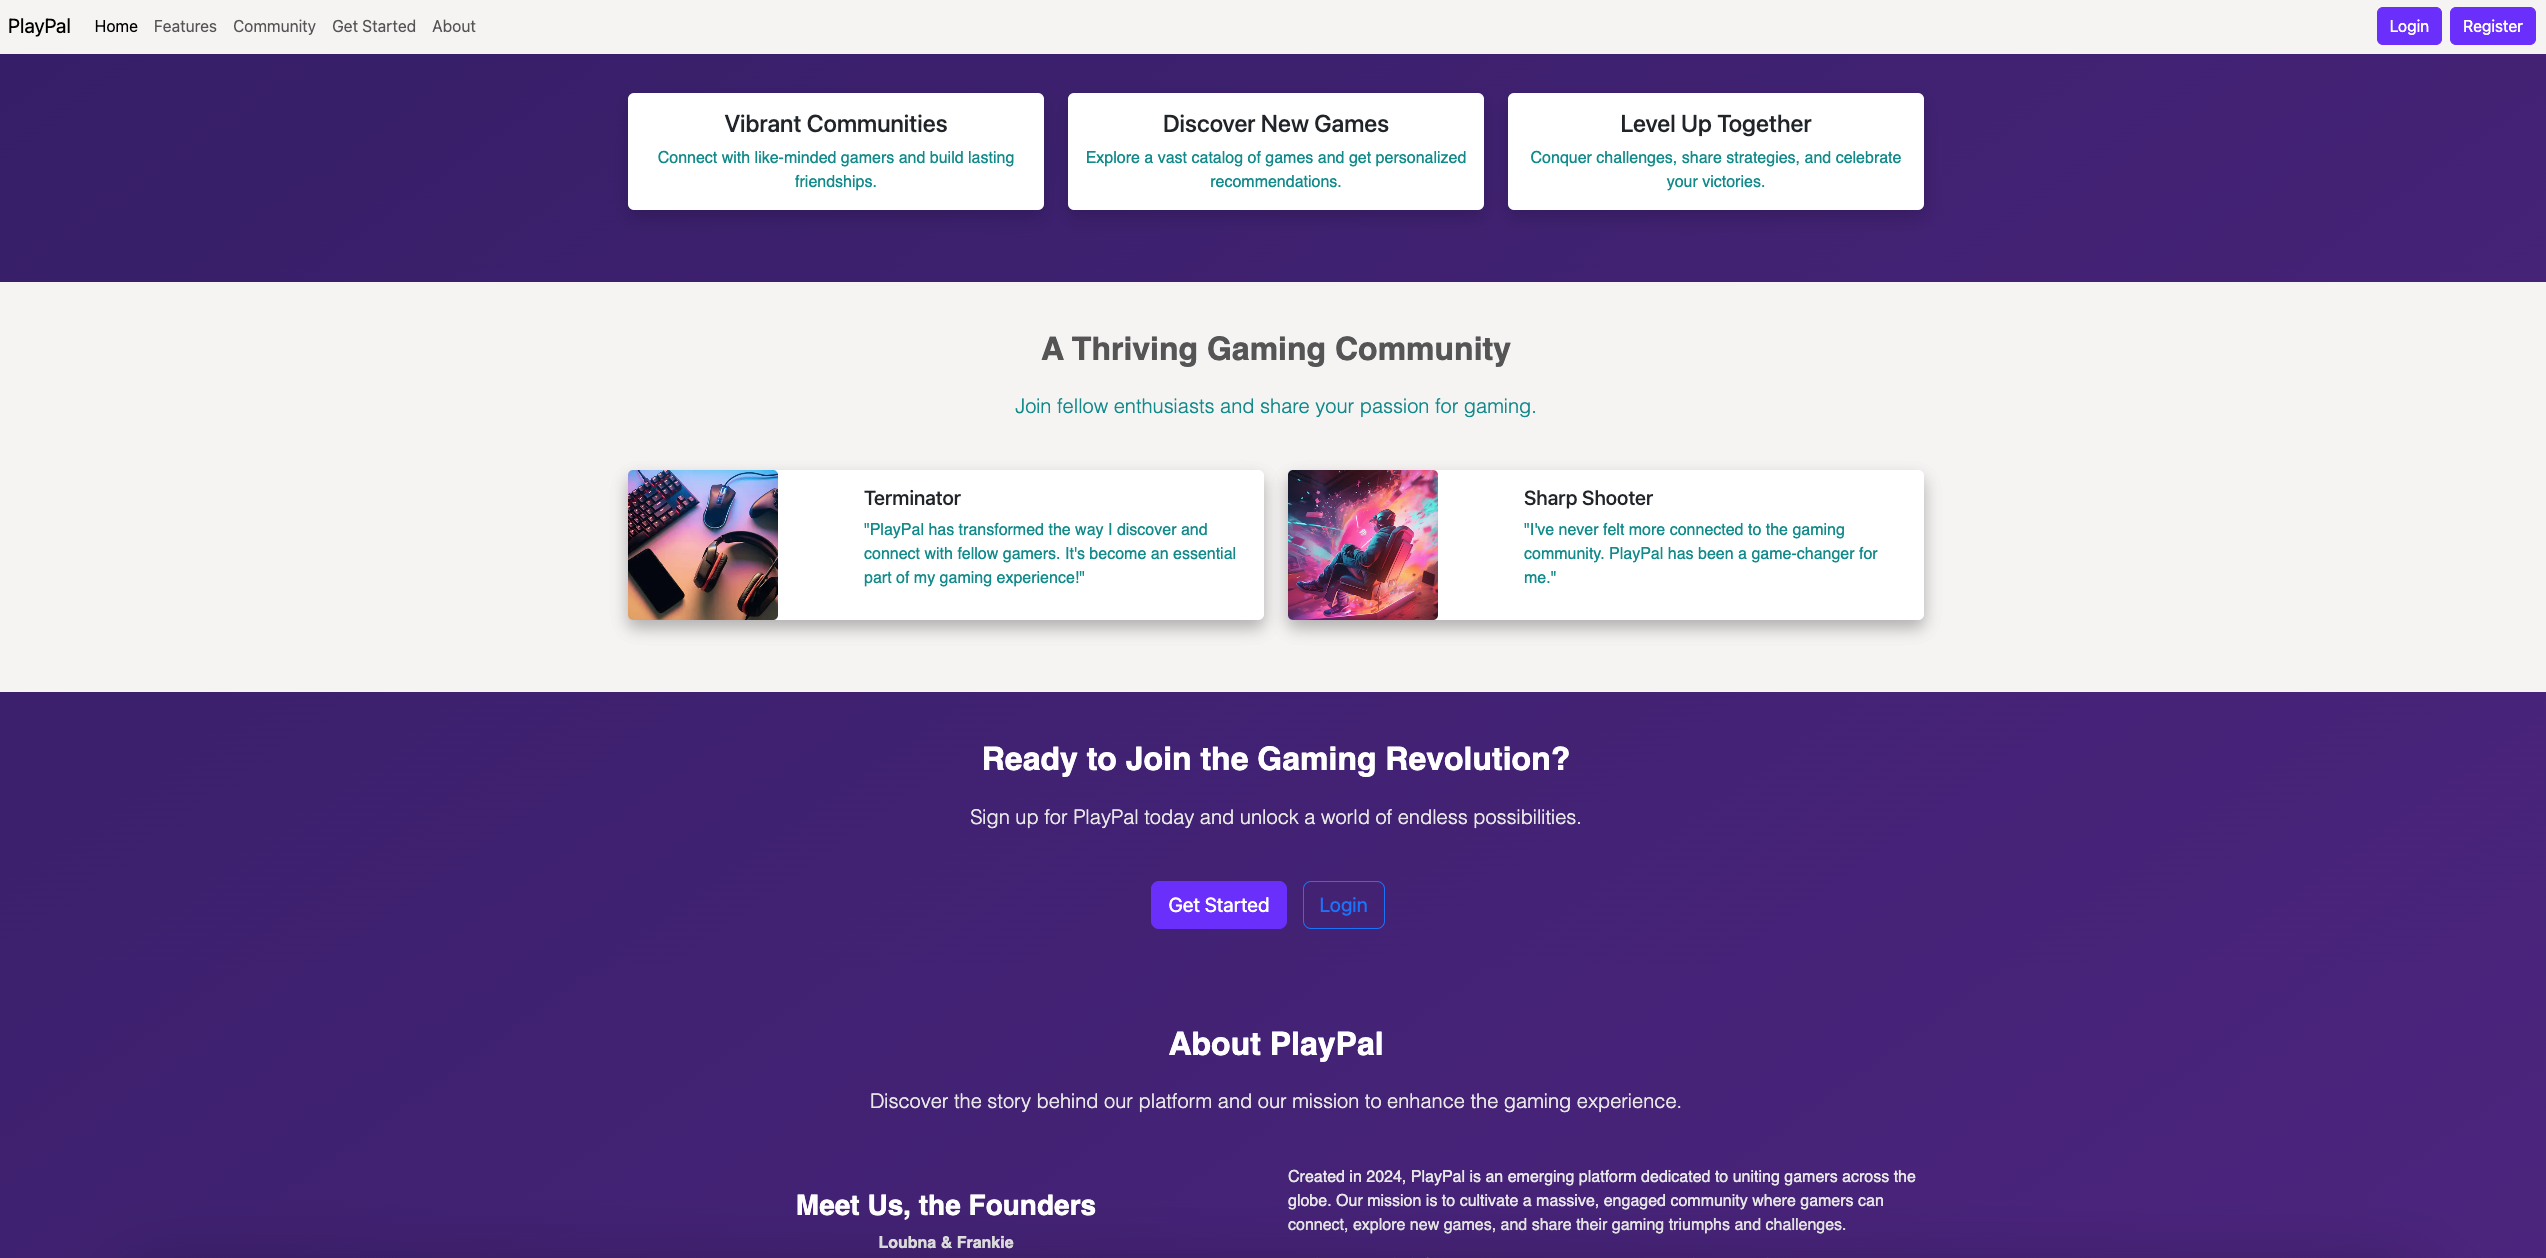 PlayPal Home Features Community Get Started About Login Register
Vibrant Communities
Connect with like-minded gamers and build lasting
friendships.
Discover New Games
Explore a vast catalog of games and get personalized
recommendations.
Level Up Together
Conquer challenges, share strategies, and celebrate
your victories.
A Thriving Gaming Community
Join fellow enthusiasts and share your passion for gaming.
Terminator
"PlayPal has transformed the way I discover and
connect with fellow gamers. It's become an essential
part of my gaming experience!"
Sharp Shooter
"I've never felt more connected to the gaming
community. PlayPal has been a game-changer for
me."
Ready to Join the Gaming Revolution?
Sign up for PlayPal today and unlock a world of endless possibilities.
Get Started Login
About PlayPal
Discover the story behind our platform and our mission to enhance the gaming experience.
Meet Us, the Founders
Loubna & Frankie
Created in 2024, PlayPal is an emerging platform dedicated to uniting gamers across the
globe. Our mission is to cultivate a massive, engaged community where gamers can
connect, explore new games, and share their gaming triumphs and challenges.